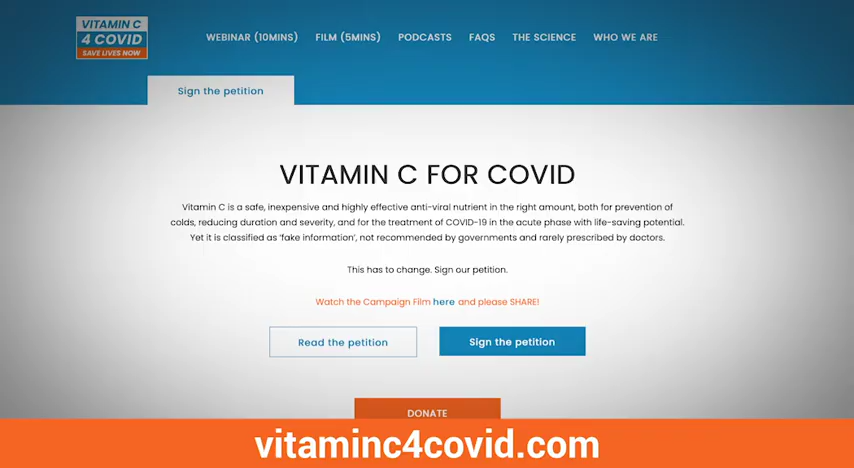 VITAMIN C
4 COVID
SAVE LIVES NOW
WEBINAR (10MINS) FILM (5MINS) PODCASTS FAQS THE SCIENCE WHO WE ARE
Sign the petition
VITAMIN C FOR COVID
Vitamin C is a safe, inexpensive and highly effective anti-viral nutrient in the right amount, both for prevention of
colds, reducing duration and severity, and for the treatment of COVID-19 in the acute phase with life-saving potential.
Yet it is classified as 'fake information', not recommended by governments and rarely prescribed by doctors.
This has to change. Sign our petition.
Watch the Campaign Film here and please SHARE!
Read the petition Sign the petition
DONATE
vitaminc4covid.com